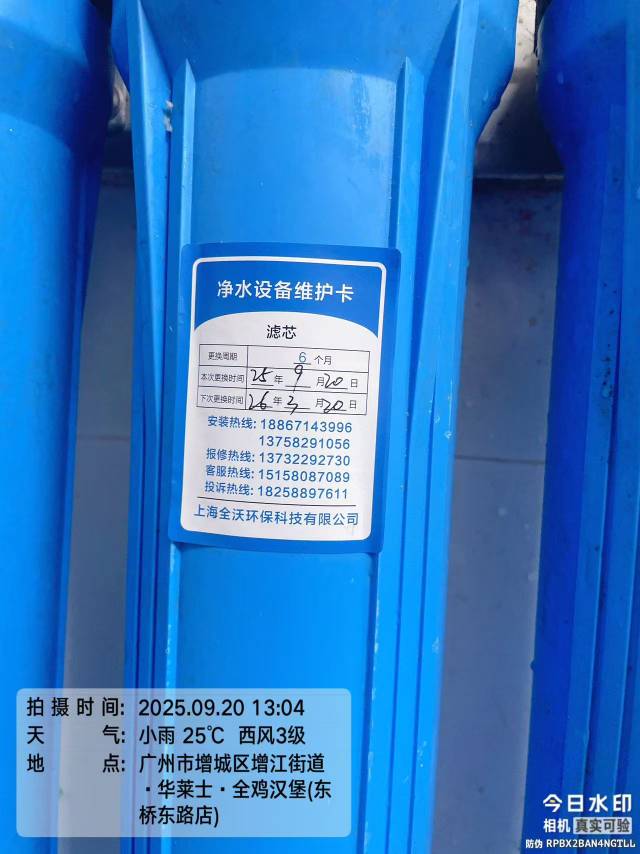 净水设备维护卡
滤芯
更换周期 6 个月
本次更换时间 25 年 9 月 20 日
下次更换时间 26 年 3 月 20 日
安装热线: 18867143996
13758291056
报修热线: 13732292730
客服热线: 15158087089
投诉热线: 18258897611
上海全沃环保科技有限公司
拍摄时间: 2025.09.20 13:04
天气: 小雨 25℃ 西风3级
地点: 广州市增城区增江街道
·华莱士·全鸡汉堡(东
桥东路店)
今日水印
相机 真实可验
防伪 RPBX2BAN4NGTLL